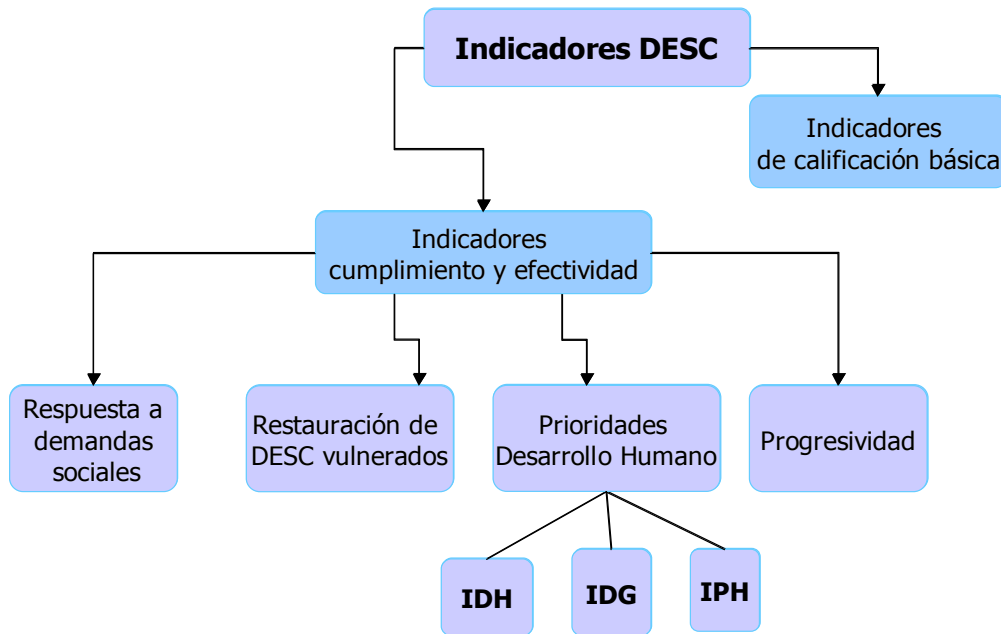 Indicadores DESC
Indicadores
de calificación básica
Indicadores
cumplimiento y efectividad
Respuesta a
demandas
sociales
Restauración de
DESC vulnerados
Prioridades
Desarrollo Humano
Progresividad
IDH
IDG
IPH